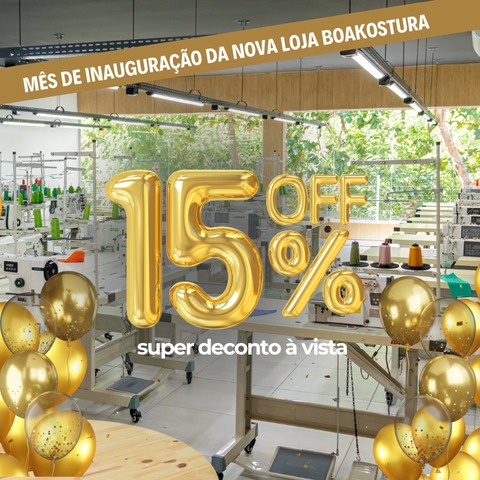 MÊS DE INAUGURAÇÃO DA NOVA LOJA BOAKOSTURA
15% OFF
super deconto à vista